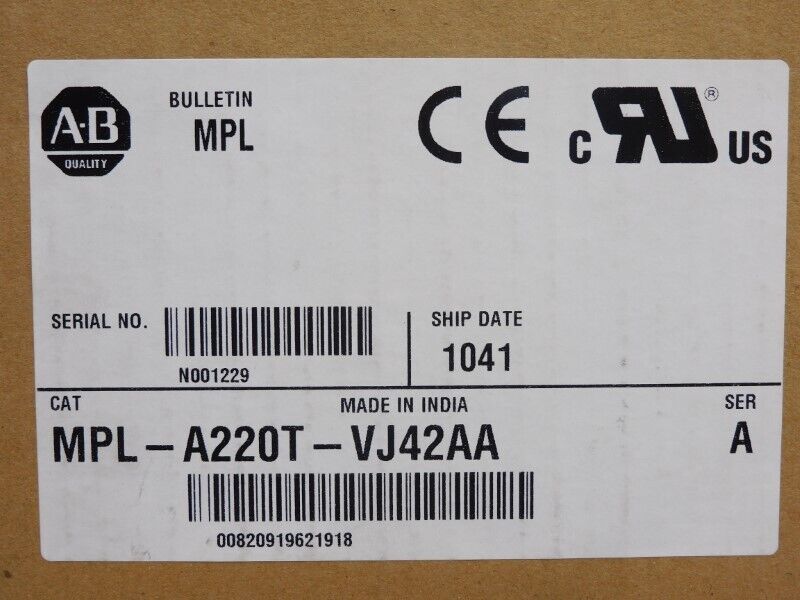 A-B
QUALITY
BULLETIN
MPL
CE
C RU ® US
SERIAL NO.
N001229
SHIP DATE
1041
CAT
MADE IN INDIA
SER
MPL-A220T-VJ42AA
A
00820919621918